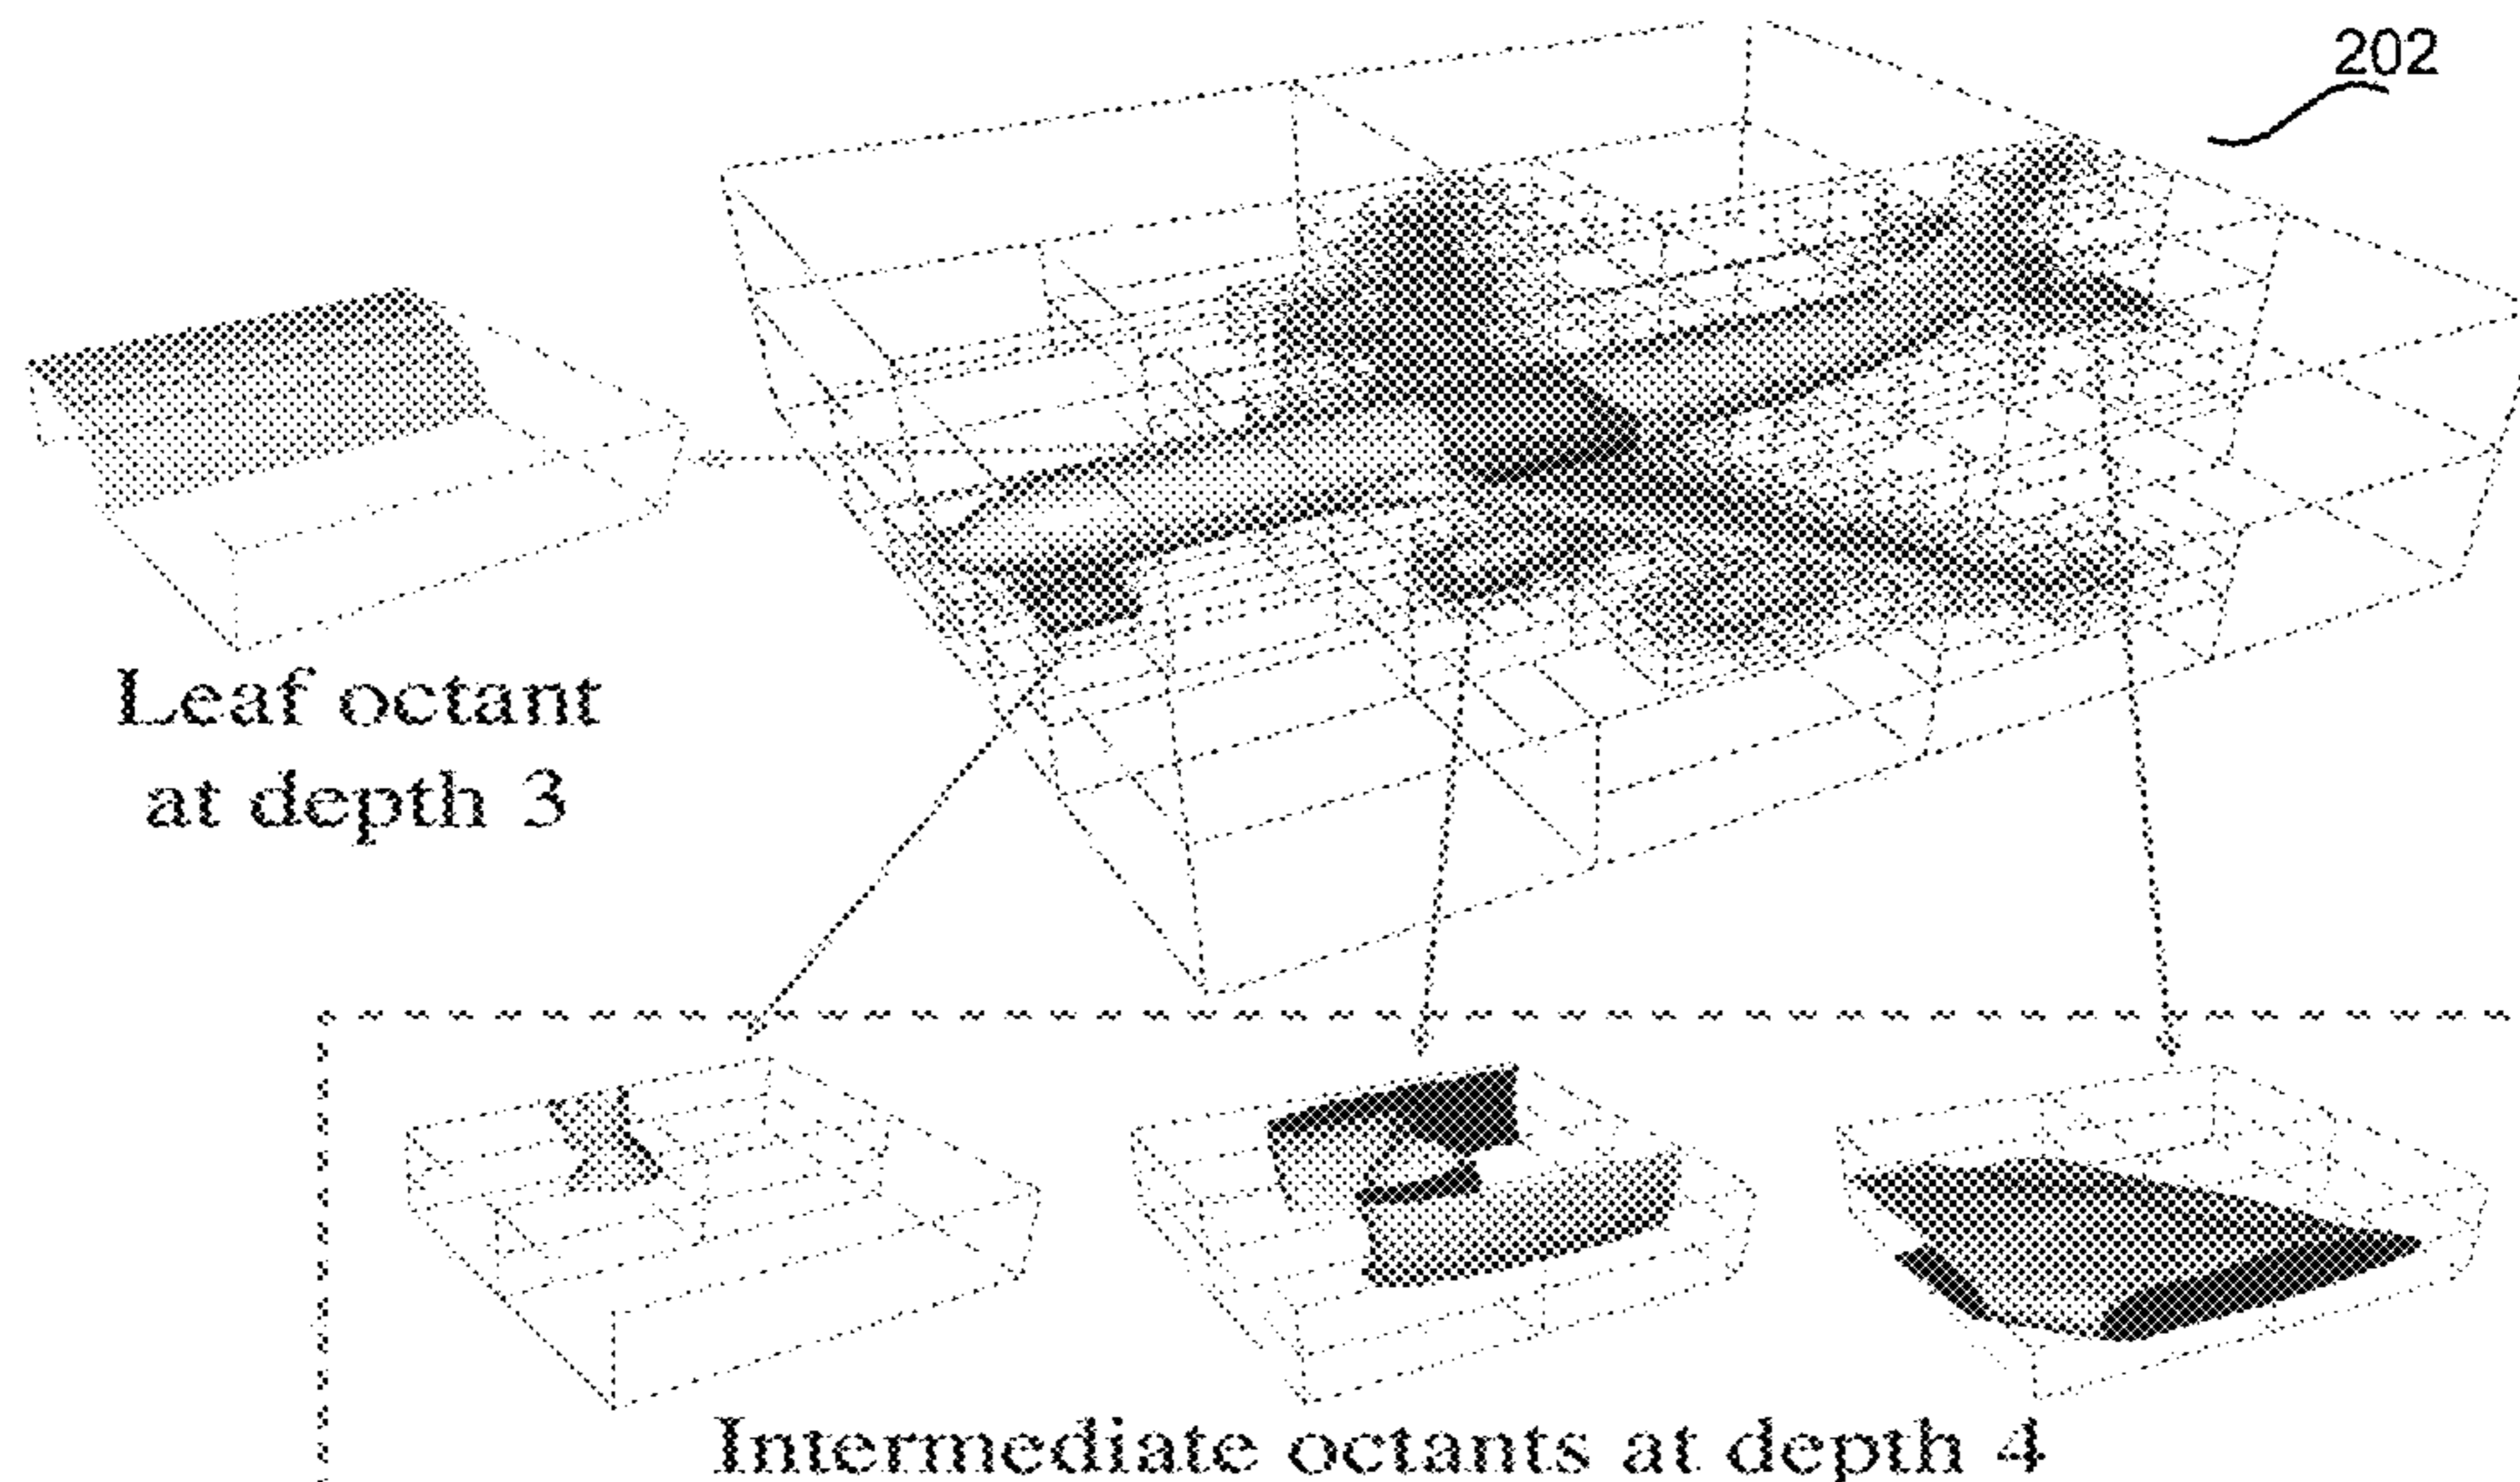 202
Leaf octant
at depth 3
Intermediate octants at depth 4